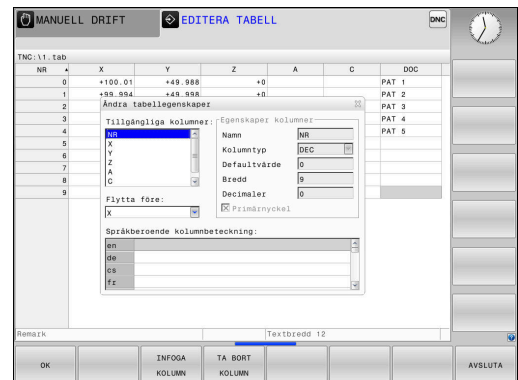 MANUELL DRIFT
EDITERA TABELL
DNC
TNC:\1.tab
NR X Y Z A C DOC
0 +100.01 +49.988 +0 PAT 1
1 +99.994 +49.998 +0 PAT 2
2 PAT 3
3 PAT 4
4 PAT 5
5
6
7
8
9
Ändra tabellegenskaper
Tillgängliga kolumner:
NR
X
Y
Z
A
C
Flytta före:
X
Egenskaper kolumner
Namn NR
Kolumntyp DEC
Defaultvärde 0
Bredd 9
Decimaler 0
Primärnyckel
Språkberoende kolumnbeteckning:
en
de
cs
fr
Remark
Textbredd 12
OK
INFOGA KOLUMN
TA BORT KOLUMN
AVSLUTA